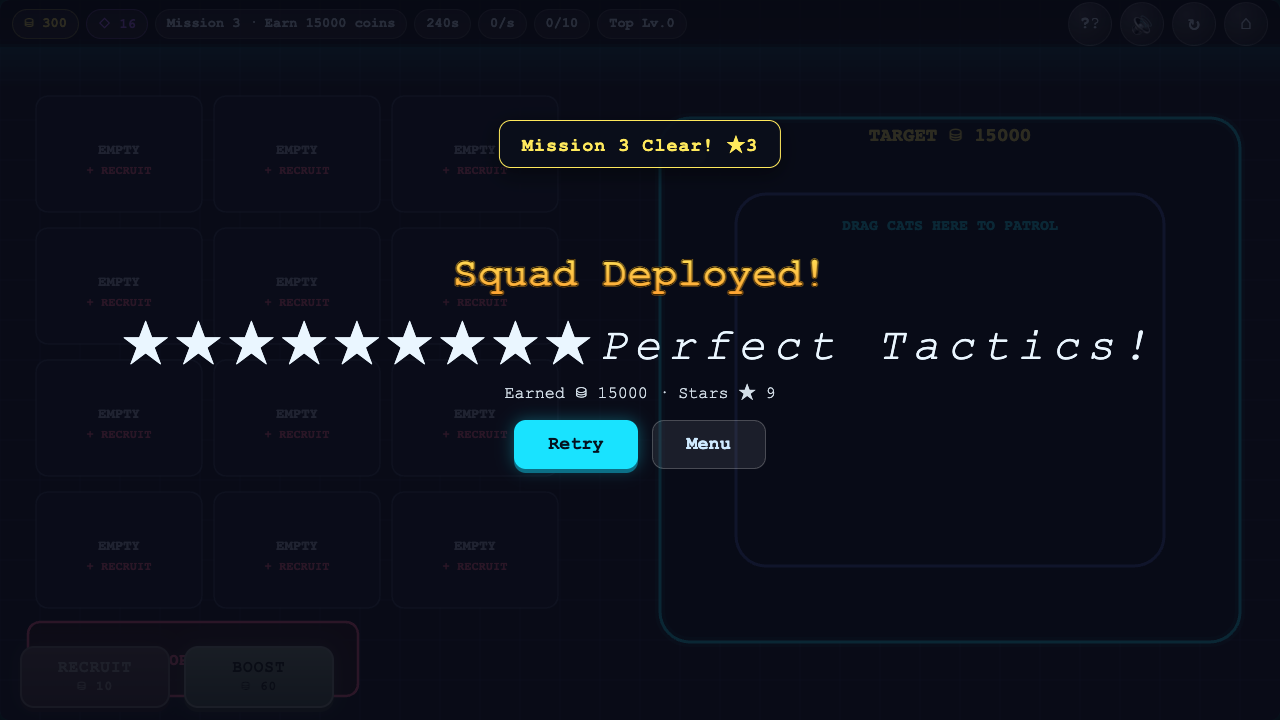 300
16
Mission 3 · Earn 15000 coins
240s
0/s
0/10
Top Lv.0
??
Mission 3 Clear! ★3
TARGET 15000
DRAG CATS HERE TO PATROL
EMPTY
+ RECRUIT
EMPTY
+ RECRUIT
EMPTY
+ RECRUIT
EMPTY
+ RECRUIT
EMPTY
+ RECRUIT
EMPTY
+ RECRUIT
EMPTY
+ RECRUIT
EMPTY
+ RECRUIT
EMPTY
+ RECRUIT
EMPTY
+ RECRUIT
EMPTY
+ RECRUIT
EMPTY
+ RECRUIT
Squad Deployed!
★★★★★★★★★Perfect Tactics!
Earned 15000 · Stars ★ 9
Retry
Menu
RECRUIT
10
BOOST
60